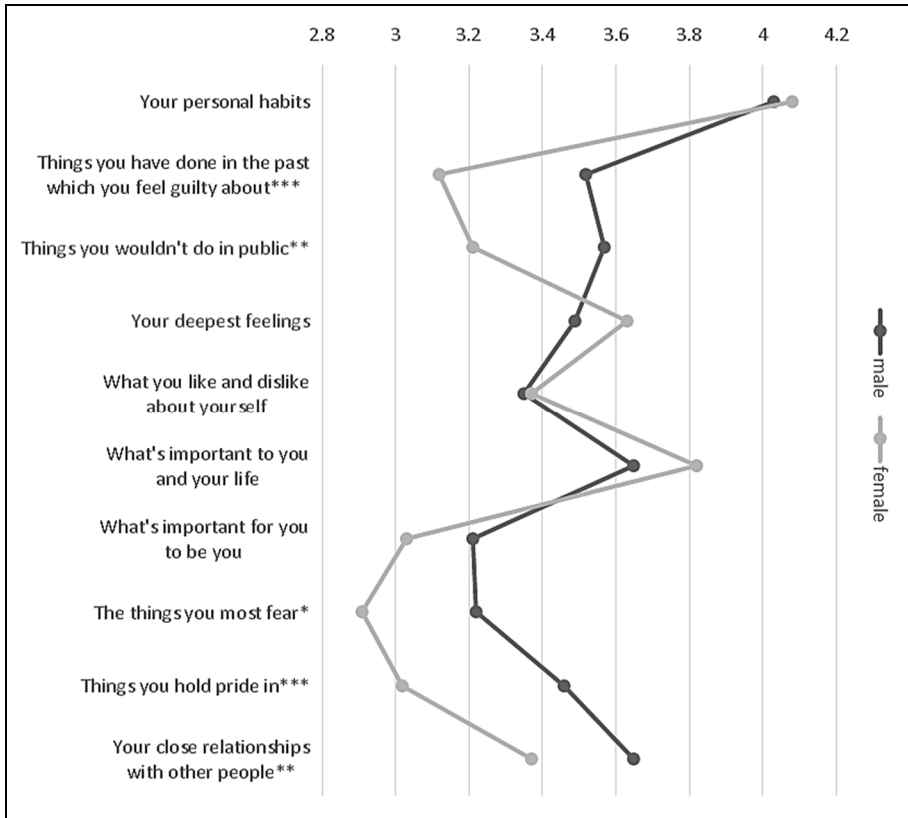 2.8 3 3.2 3.4 3.6 3.8 4 4.2
Your personal habits
Things you have done in the past
which you feel guilty about***
Things you wouldn't do in public**
Your deepest feelings
What you like and dislike
about yourself
What's important to you
and your life
What's important for you
to be you
The things you most fear*
Things you hold pride in***
Your close relationships
with other people**
male
female